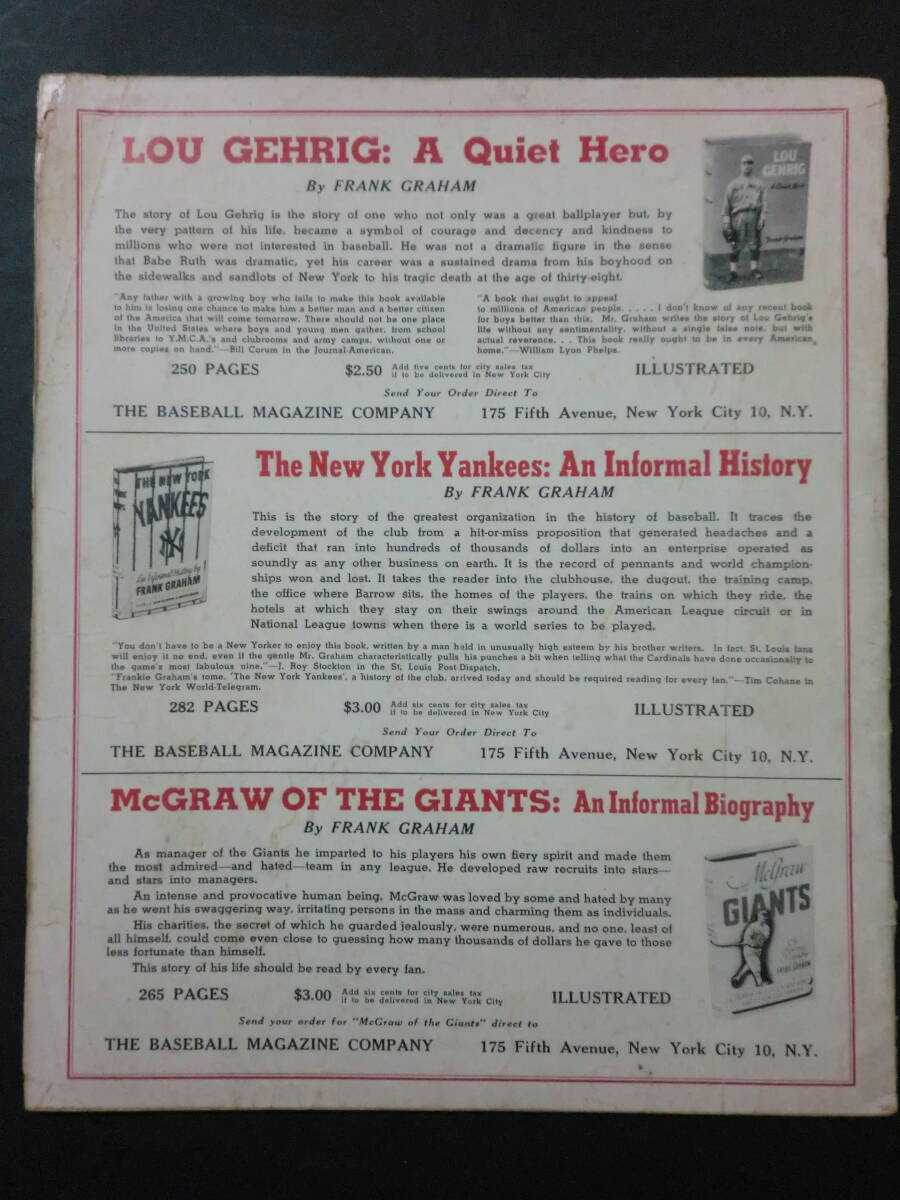 LOU GEHRIG: A Quiet Hero
By FRANK GRAHAM
The story of Lou Gehrig is the story of one who not only was a great ballplayer but, by
the very pattern of his life, became a symbol of courage and decency and kindness to
millions who were not interested in baseball. He was not a dramatic figure in the sense
that Babe Ruth was dramatic, yet his career was a sustained drama from his boyhood on
the sidewalks and sandlots of New York to his tragic death at the age of thirty-eight.
LOU
GEHRIG
A Quiet Hero
Frank Graham
"Any father with a growing boy who fails to make this book available
to him is losing one chance to make him a better man and a better citizen
of the America that will come tomorrow. There should not be one place
in the United States where boys and young men gather, from school
libraries to Y.M.C.A.'s and clubrooms and army camps, without one or
more copies on hand."—Bill Corum in the Journal-American.
"A book that ought to appeal
to millions of American people. . . . . I don't know of any recent book
for boys better than this. Mr. Graham writes the story of Lou Gehrig's
life without any sentimentality, without a single false note, but with
actual reverence. . . This book really ought to be in every American
home."—William Lyon Phelps.
250 PAGES $2.50 Add five cents for city sales tax
if to be delivered in New York City ILLUSTRATED
Send Your Order Direct To
THE BASEBALL MAGAZINE COMPANY 175 Fifth Avenue, New York City 10, N.Y.
THE NEW YORK
YANKEES
NY
An Informal History by
FRANK GRAHAM
The New York Yankees: An Informal History
By FRANK GRAHAM
This is the story of the greatest organization in the history of baseball. It traces the
development of the club from a hit-or-miss proposition that generated headaches and a
deficit that ran into hundreds of thousands of dollars into an enterprise operated as
soundly as any other business on earth. It is the record of pennants and world champion-
ships won and lost. It takes the reader into the clubhouse, the dugout, the training camp,
the office where Barrow sits, the homes of the players, the trains on which they ride, the
hotels at which they stay on their swings around the American League circuit or in
National League towns when there is a world series to be played.
"You don't have to be a New Yorker to enjoy this book, written by a man held in unusually high esteem by his brother writers. In fact, St. Louis fans
will enjoy it no end, even if the gentle Mr. Graham characteristically pulls his punches a bit when telling what the Cardinals have done occasionally to
the game's most fabulous nine."—J. Roy Stockton in the St. Louis Post-Dispatch.
"Frankie Graham's tome, 'The New York Yankees', a history of the club, arrived today and should be required reading for every fan."—Tim Cohane in
The New York World-Telegram.
282 PAGES $3.00 Add six cents for city sales tax
if to be delivered in New York City ILLUSTRATED
Send Your Order Direct To
THE BASEBALL MAGAZINE COMPANY 175 Fifth Avenue, New York City 10, N.Y.
McGRAW OF THE GIANTS: An Informal Biography
By FRANK GRAHAM
As manager of the Giants he imparted to his players his own fiery spirit and made them
the most admired—and hated—team in any league. He developed raw recruits into stars—
and stars into managers.
An intense and provocative human being, McGraw was loved by some and hated by many
as he went his swaggering way, irritating persons in the mass and charming them as individuals.
His charities, the secret of which he guarded jealously, were numerous, and no one, least of
all himself, could come even close to guessing how many thousands of dollars he gave to those
less fortunate than himself.
This story of his life should be read by every fan.
McGraw
GIANTS
FRANK GRAHAM
265 PAGES $3.00 Add six cents for city sales tax
if to be delivered in New York City ILLUSTRATED
Send your order for "McGraw of the Giants" direct to
THE BASEBALL MAGAZINE COMPANY 175 Fifth Avenue, New York City 10, N.Y.